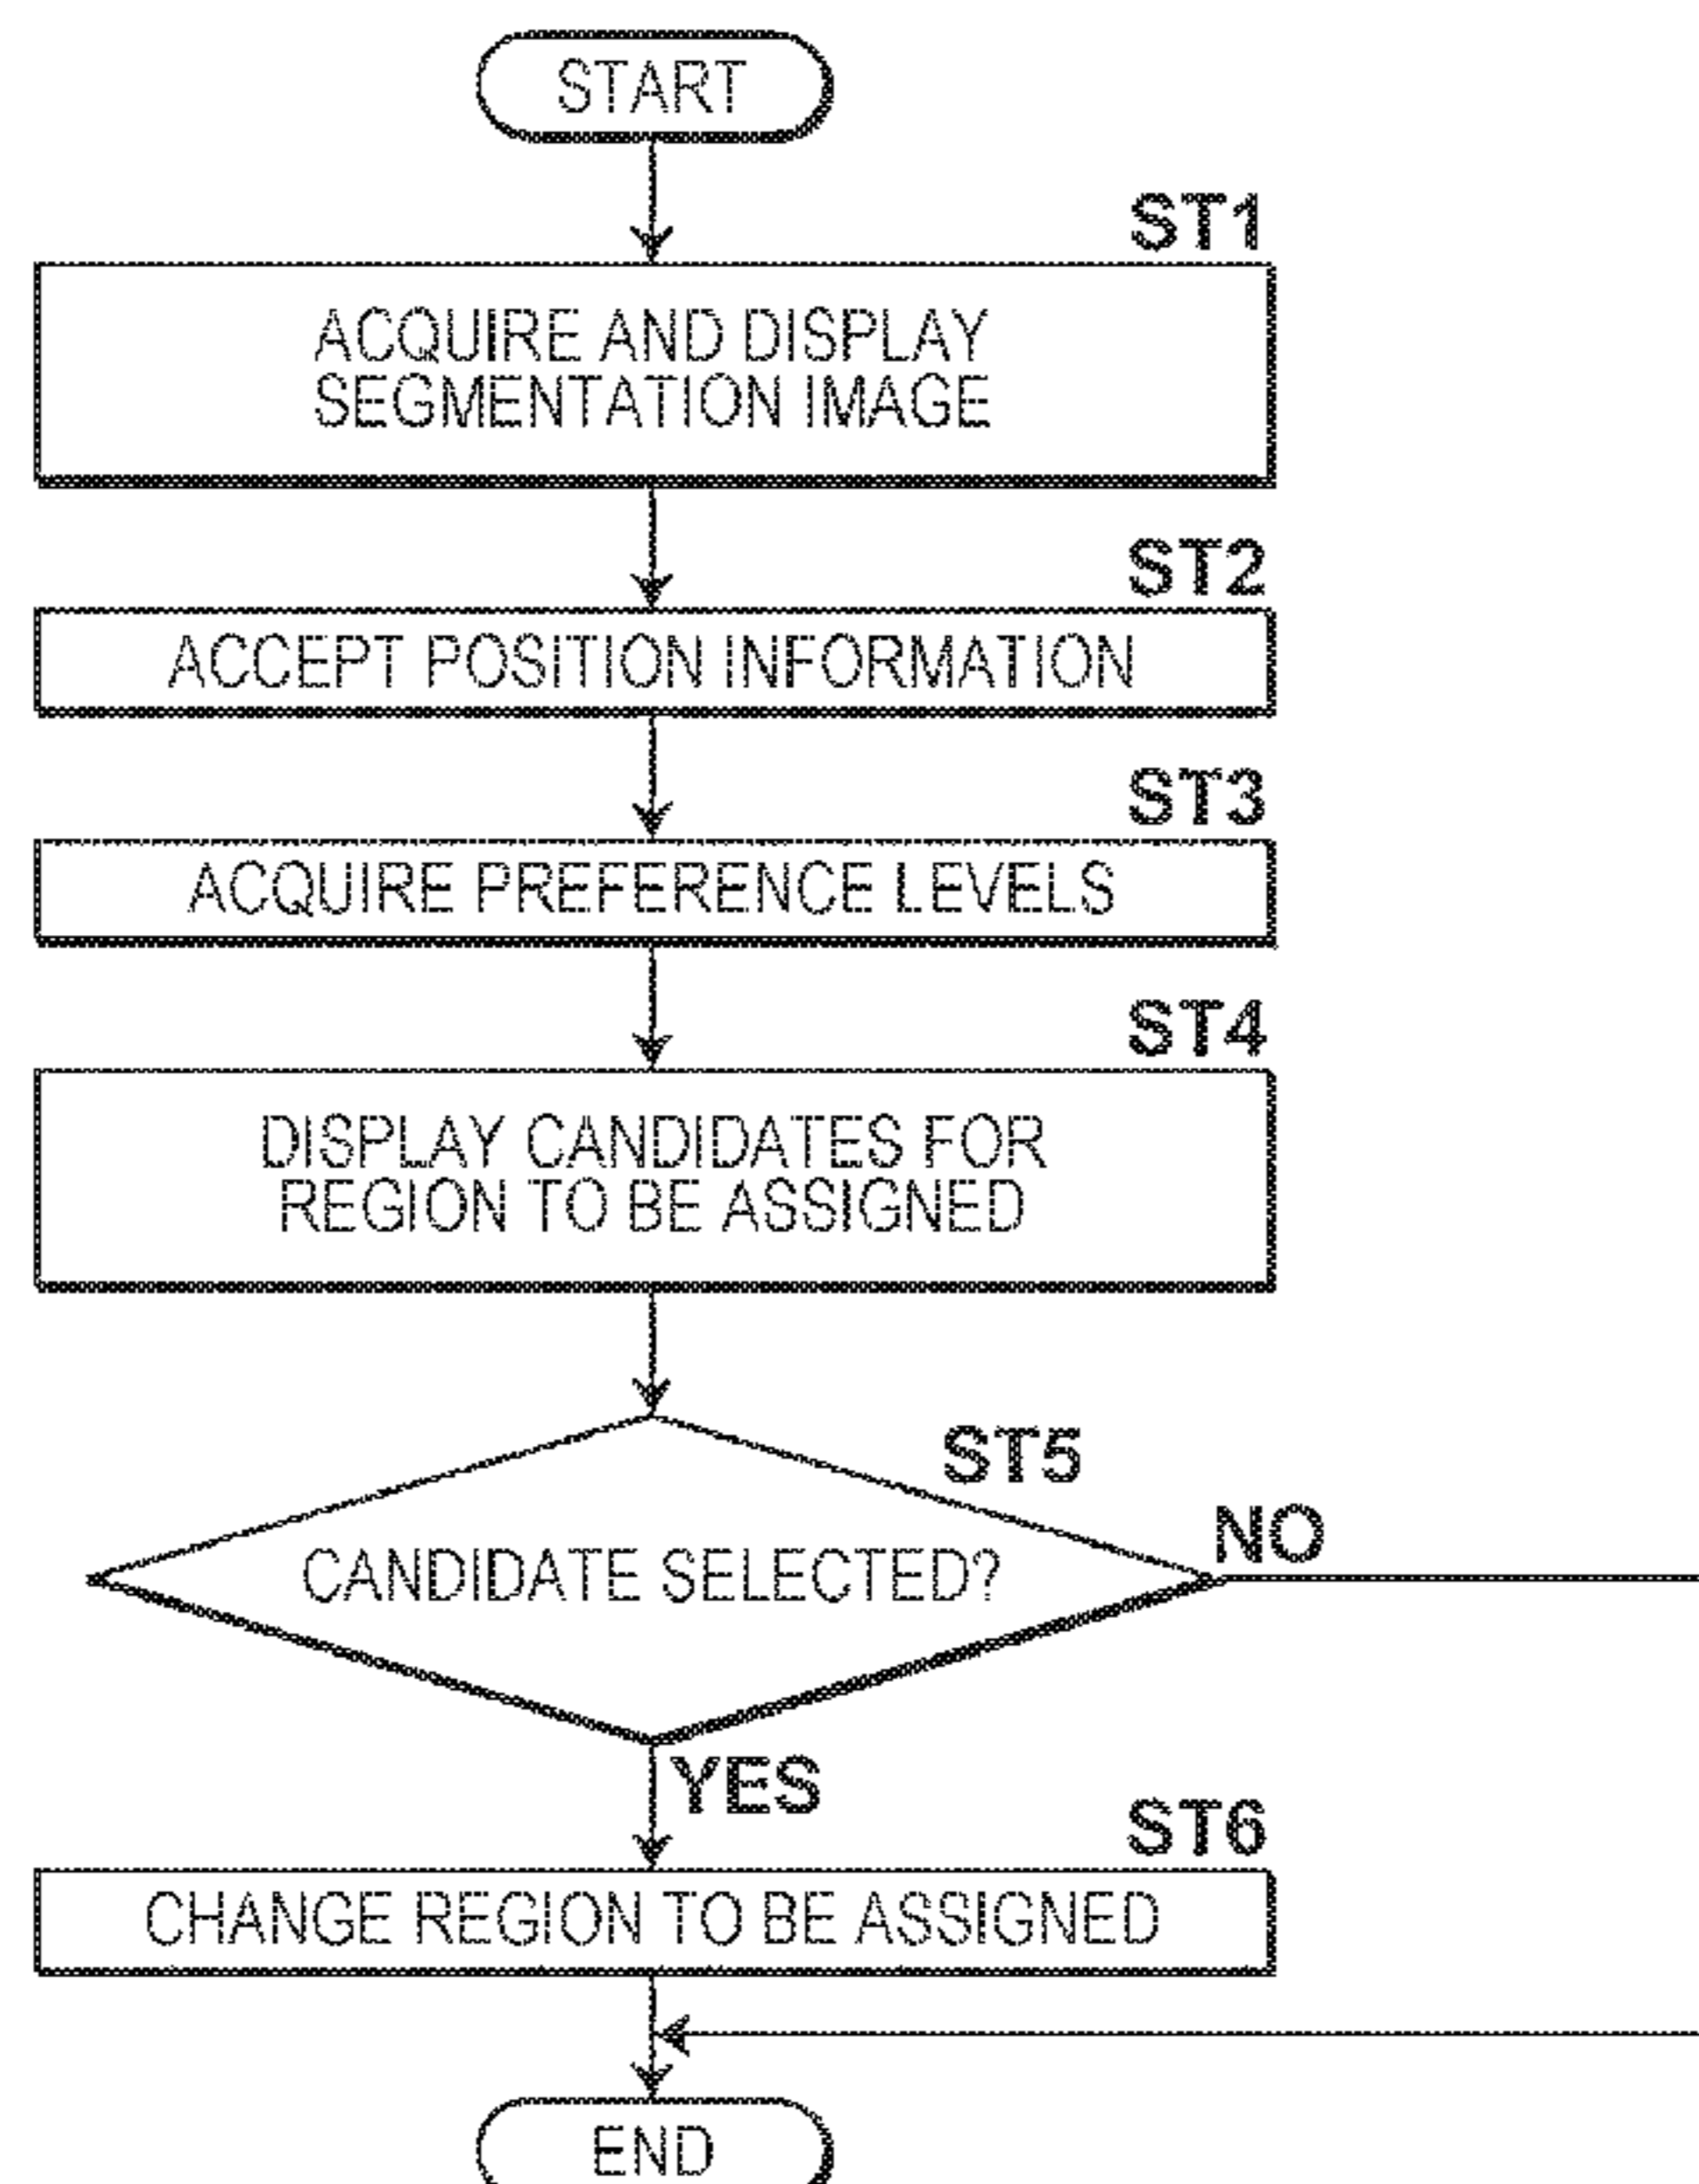 START
ST1
ACQUIRE AND DISPLAY
SEGMENTATION IMAGE
ST2
ACCEPT POSITION INFORMATION
ST3
ACQUIRE PREFERENCE LEVELS
ST4
DISPLAY CANDIDATES FOR
REGION TO BE ASSIGNED
ST5
NO
CANDIDATE SELECTED?
YES
ST6
CHANGE REGION TO BE ASSIGNED
END